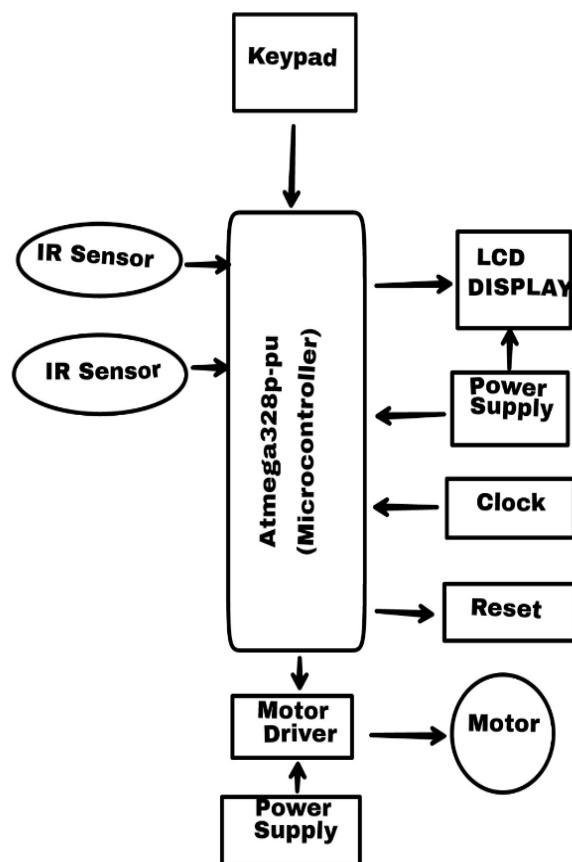 Keypad
IR Sensor
IR Sensor
Atmega328p-pu
(Microcontroller)
LCD
DISPLAY
Power
Supply
Clock
Reset
Motor
Driver
Motor
Power
Supply